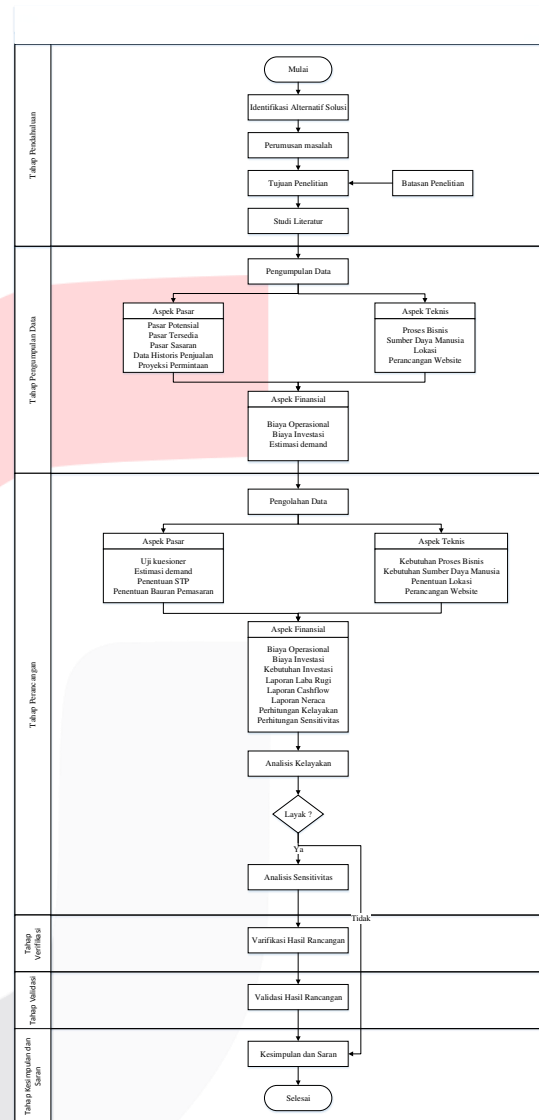 Tahap Pendahuluan
Mulai
Identifikasi Alternatif Solusi
Perumusan masalah
Tujuan Penelitian
Batasan Penelitian
Studi Literatur
Tahap Pengumpulan Data
Pengumpulan Data
Aspek Pasar
Pasar Potensial
Pasar Tersedia
Pasar Sasaran
Data Historis Penjualan
Proyeksi Permintaan
Aspek Teknis
Proses Bisnis
Sumber Daya Manusia
Lokasi
Perancangan Website
Aspek Finansial
Biaya Operasional
Biaya Investasi
Estimasi demand
Tahap Perancangan
Pengolahan Data
Aspek Pasar
Uji kuesioner
Estimasi demand
Penentuan STP
Penentuan Bauran Pemasaran
Aspek Teknis
Kebutuhan Proses Bisnis
Kebutuhan Sumber Daya Manusia
Penentuan Lokasi
Perancangan Website
Aspek Finansial
Biaya Operasional
Biaya Investasi
Kebutuhan Investasi
Laporan Laba Rugi
Laporan Cashflow
Laporan Neraca
Perhitungan Kelayakan
Perhitungan Sensitivitas
Analisis Kelayakan
Layak ?
Ya
Analisis Sensitivitas
Tidak
Tahap
Verifikasi
Varifikasi Hasil Rancangan
Tahap Validasi
Validasi Hasil Rancangan
Tahap Kesimpulan dan
Saran
Kesimpulan dan Saran
Selesai